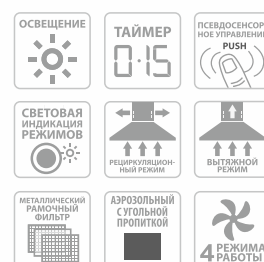 ОСВЕЩЕНИЕ
ТАЙМЕР
0:15
ПСЕВДОСЕНСОР
НОЕ УПРАВЛЕНИ
PUSH
СВЕТОВАЯ
ИНДИКАЦИЯ
РЕЖИМОВ
РЕЦИРКУЛЯЦИОН-
НЫЙ РЕЖИМ
ВЫТЯЖНОЙ
РЕЖИМ
МЕТАЛЛИЧЕСКИЙ
РАМОЧНЫЙ
ФИЛЬТР
АЭРОЗОЛЬНЫЙ
С УГОЛЬНОЙ
ПРОПИТКОЙ
4 РЕЖИМА
РАБОТЫ